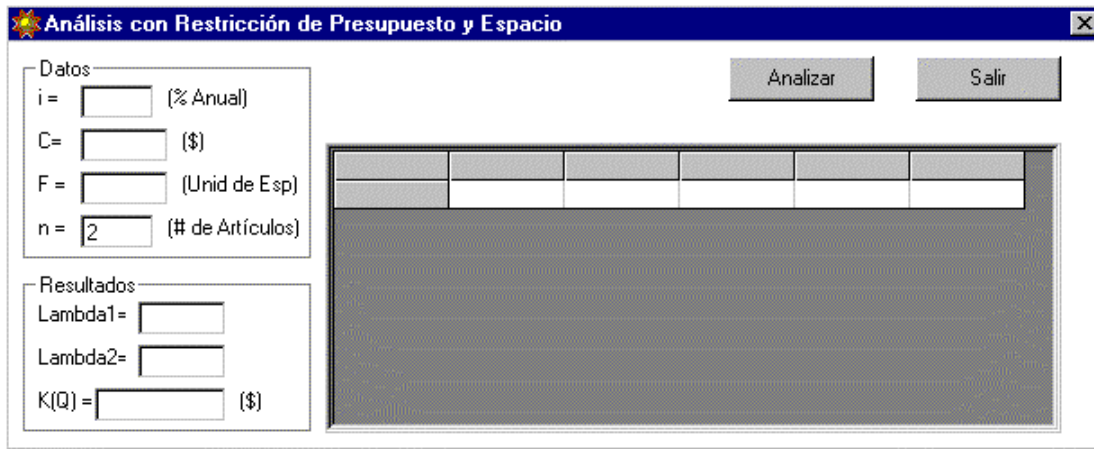 Análisis con Restricción de Presupuesto y Espacio
Datos
i = (% Anual)
C= ($)
F = (Unid de Esp)
n = 2 (# de Artículos)
Analizar
Salir
Resultados
Lambda1=
Lambda2=
K(Q) = ($)